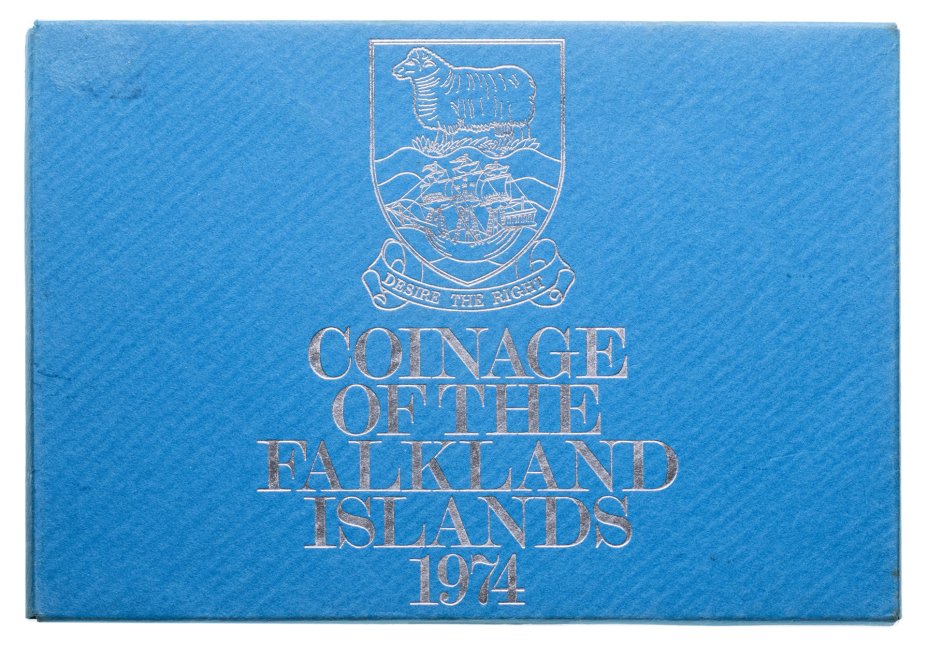 DESIRE THE RIGHT
COINAGE
OF THE
FALKLAND
ISLANDS
1974